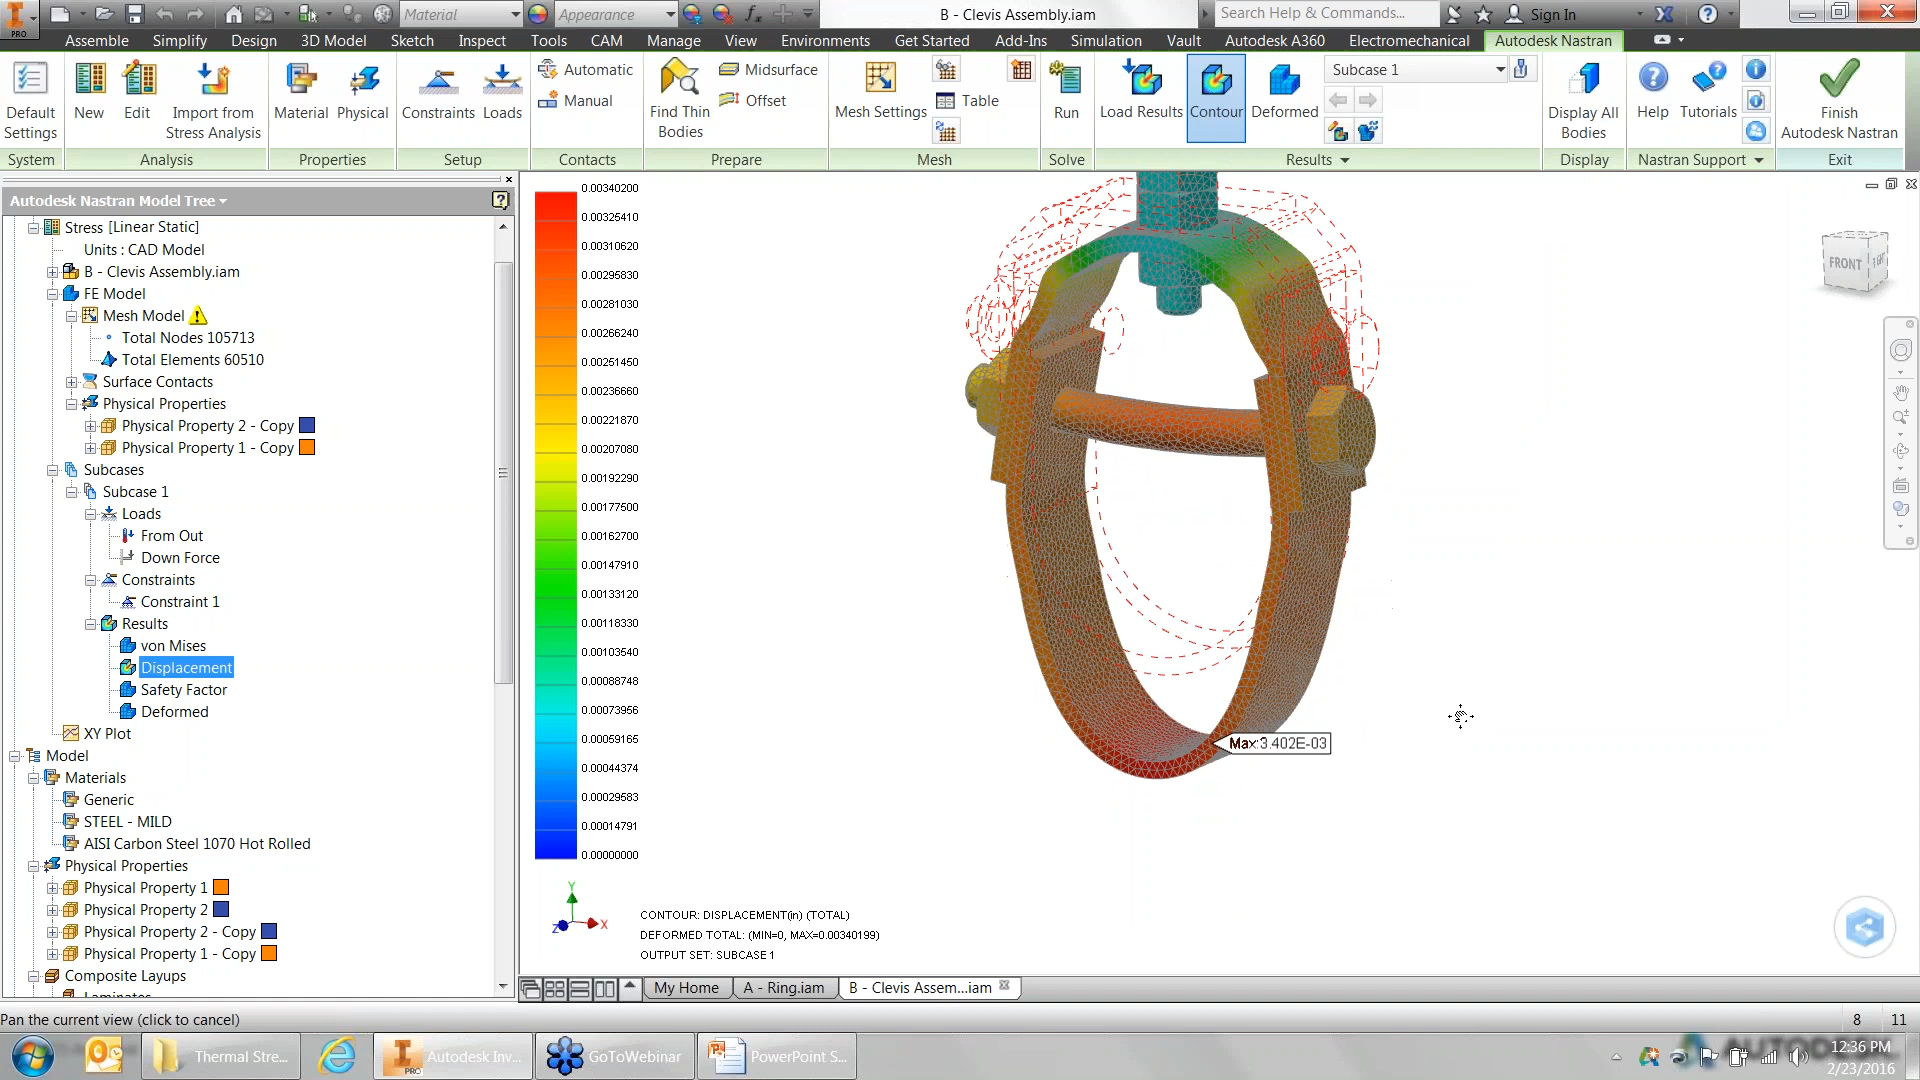 Material
Appearance
B - Clevis Assembly.iam
Search Help & Commands...
Sign In
PRO
Assemble
Simplify
Design
3D Model
Sketch
Inspect
Tools
CAM
Manage
View
Environments
Get Started
Add-Ins
Simulation
Vault
Autodesk A360
Electromechanical
Autodesk Nastran
Default Settings
New
Edit
Import from Stress Analysis
Material
Physical
Constraints
Loads
Automatic
Manual
Find Thin Bodies
Midsurface
Offset
Mesh Settings
Table
Run
Load Results
Contour
Deformed
Subcase 1
Display All Bodies
Help
Tutorials
Finish Autodesk Nastran
System
Analysis
Properties
Setup
Contacts
Prepare
Mesh
Solve
Results
Display
Nastran Support
Exit
Autodesk Nastran Model Tree
Stress [Linear Static]
Units : CAD Model
B - Clevis Assembly.iam
FE Model
Mesh Model
Total Nodes 105713
Total Elements 60510
Surface Contacts
Physical Properties
Physical Property 2 - Copy
Physical Property 1 - Copy
Subcases
Subcase 1
Loads
From Out
Down Force
Constraints
Constraint 1
Results
von Mises
Displacement
Safety Factor
Deformed
XY Plot
Model
Materials
Generic
STEEL - MILD
AISI Carbon Steel 1070 Hot Rolled
Physical Properties
Physical Property 1
Physical Property 2
Physical Property 2 - Copy
Physical Property 1 - Copy
Composite Layups
Laminates
0.00340200
0.00325410
0.00310620
0.00295830
0.00281030
0.00266240
0.00251450
0.00236660
0.00221870
0.00207080
0.00192290
0.00177500
0.00162700
0.00147910
0.00133120
0.00118330
0.00103540
0.00088748
0.00073956
0.00059165
0.00044374
0.00029583
0.00014791
0.00000000
FRONT
Max:3.402E-03
Y
Z
X
CONTOUR: DISPLACEMENT(in) (TOTAL)
DEFORMED TOTAL: (MIN=0, MAX=0.00340199)
OUTPUT SET: SUBCASE 1
My Home
A - Ring.iam
B - Clevis Assem...iam
Pan the current view (click to cancel)
8
11
Thermal Stre...
PRO
Autodesk Inv...
GoToWebinar
PowerPoint S...
12:36 PM
2/23/2016